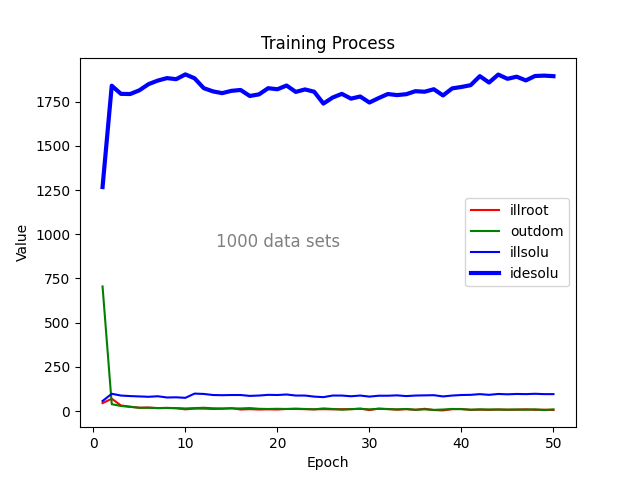 Training Process
Value
1750
1500
1250
1000
750
500
250
0
1000 data sets
illroot
outdom
illsolu
idesolu
0 10 20 30 40 50
Epoch